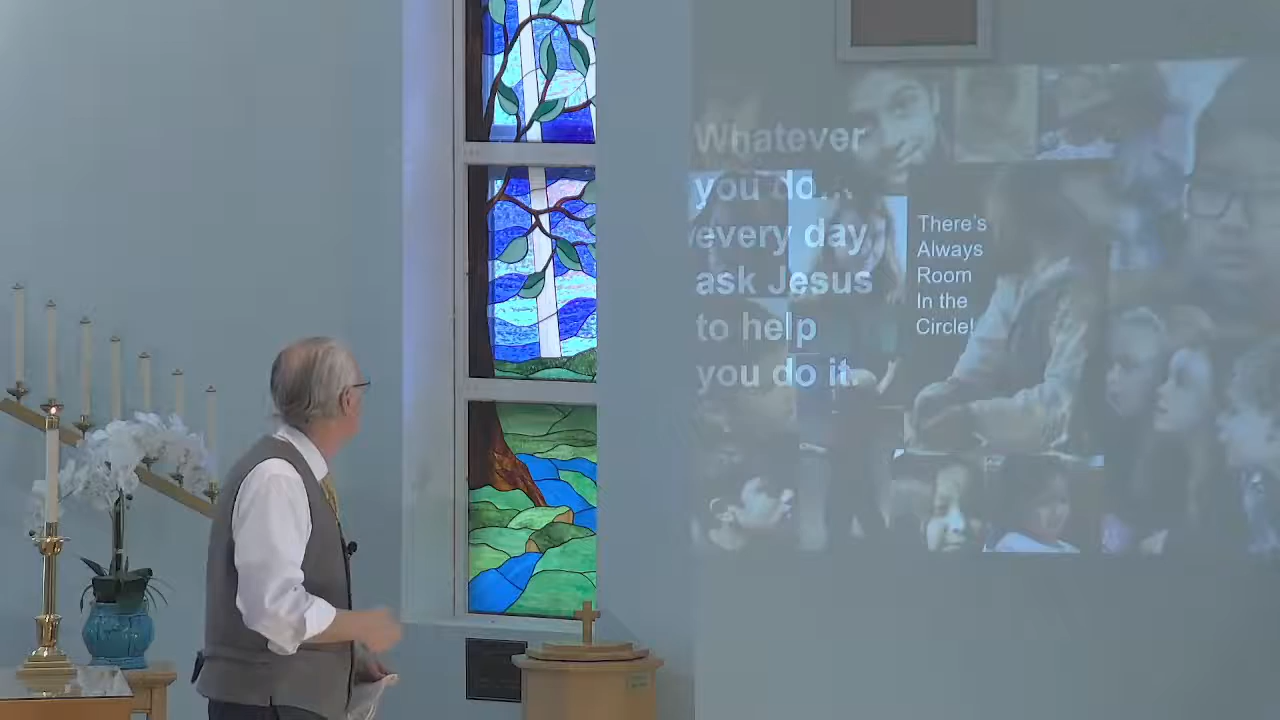 Whatever
you do...
every day
ask Jesus
to help
you do it.
There's
Always
Room
In the
Circle!